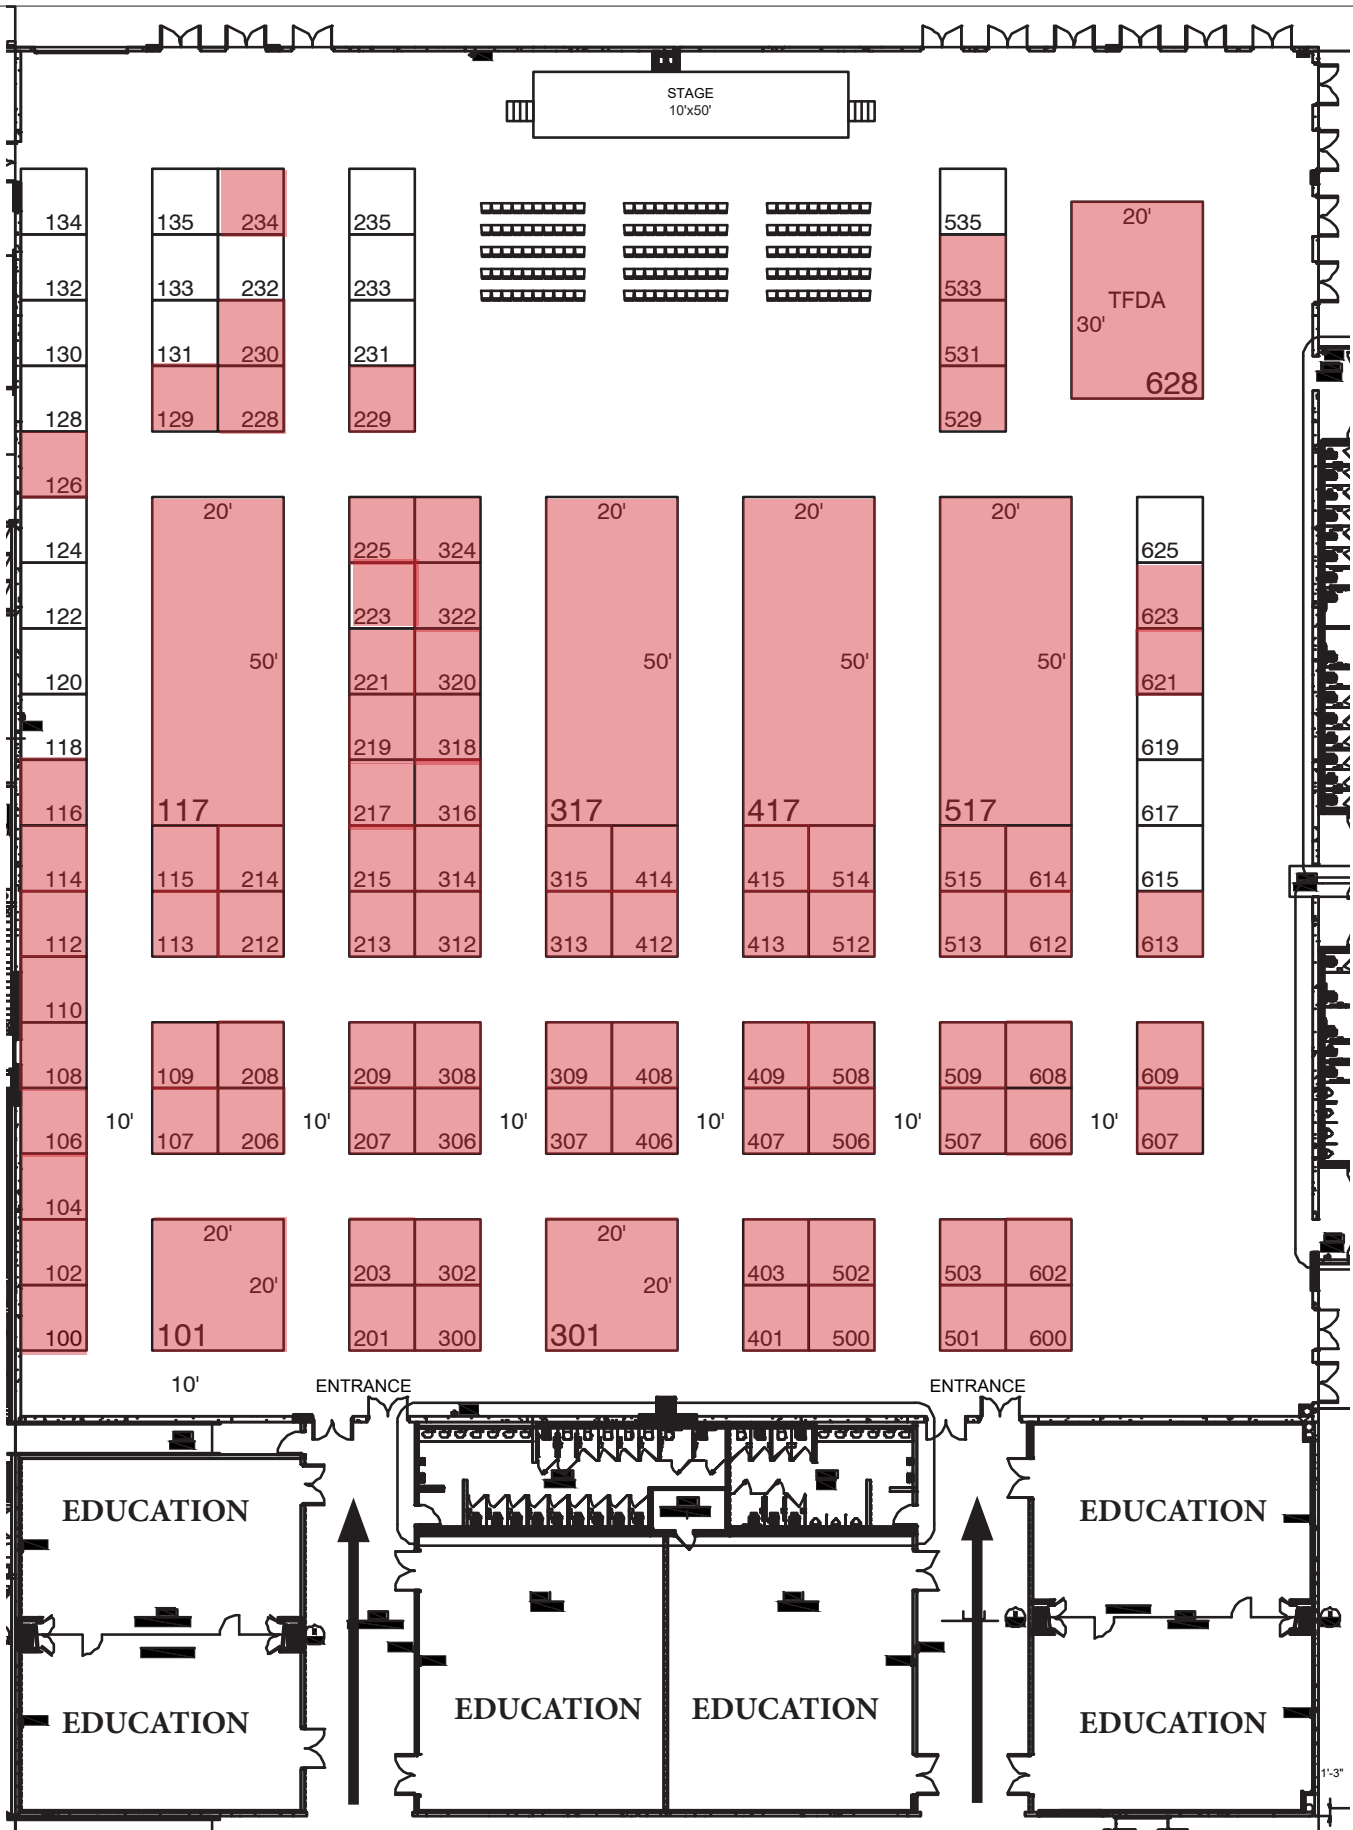 STAGE
10'x50'
134 135 234 235 535 20'
132 133 232 233 533 TFDA
30'
130 131 230 231 531
628
128 129 228 229 529
126
20' 20' 20' 20'
124 225 324 625
122 223 322 623
50' 50' 50' 50'
120 221 320 621
118 219 318 619
116 117 217 316 317 417 517 617
114 115 214 215 314 315 414 415 514 515 614 615
112 113 212 213 312 313 412 413 512 513 612 613
110
108 109 208 209 308 309 408 409 508 509 608 609
10' 10' 10' 10' 10' 10'
106 107 206 207 306 307 406 407 506 507 606 607
104
20' 20'
102 20' 203 302 20' 403 502 503 602
100 101 201 300 301 401 500 501 600
10' ENTRANCE ENTRANCE
EDUCATION EDUCATION
EDUCATION EDUCATION EDUCATION EDUCATION
1'-3"